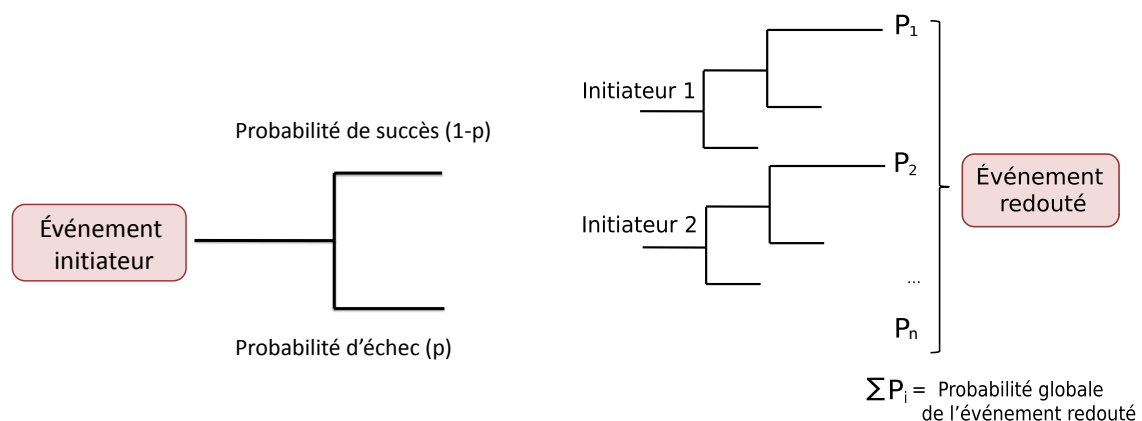 Probabilité de succès (1-p)
Événement
initiateur
Probabilité d’échec (p)
Initiateur 1
P1
Initiateur 2
P2
...
Pn
Événement
redouté
∑Pi = Probabilité globale
de l’événement redouté